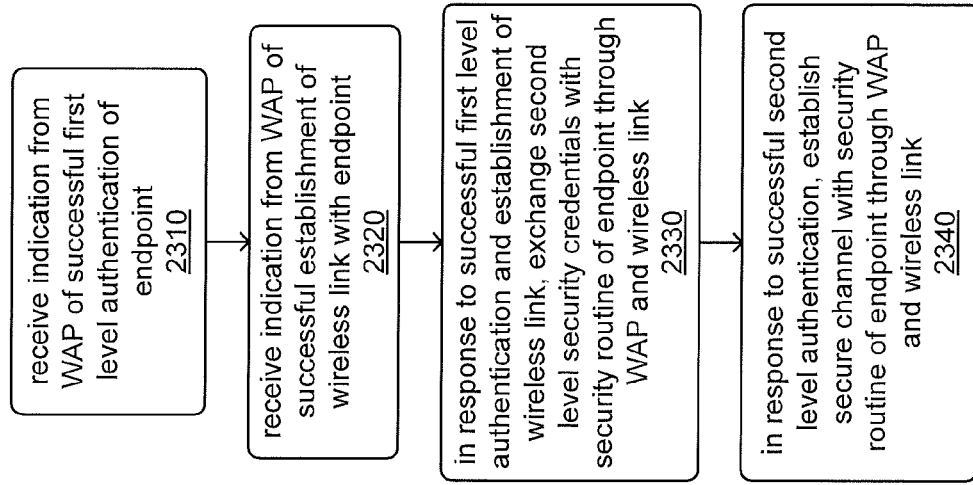 receive indication from
WAP of successful first
level authentication of
endpoint
2310
receive indication from WAP of
successful establishment of
wireless link with endpoint
2320
in response to successful first level
authentication and establishment of
wireless link, exchange second
level security credentials with
security routine of endpoint through
WAP and wireless link
2330
in response to successful second
level authentication, establish
secure channel with security
routine of endpoint through WAP
and wireless link
2340